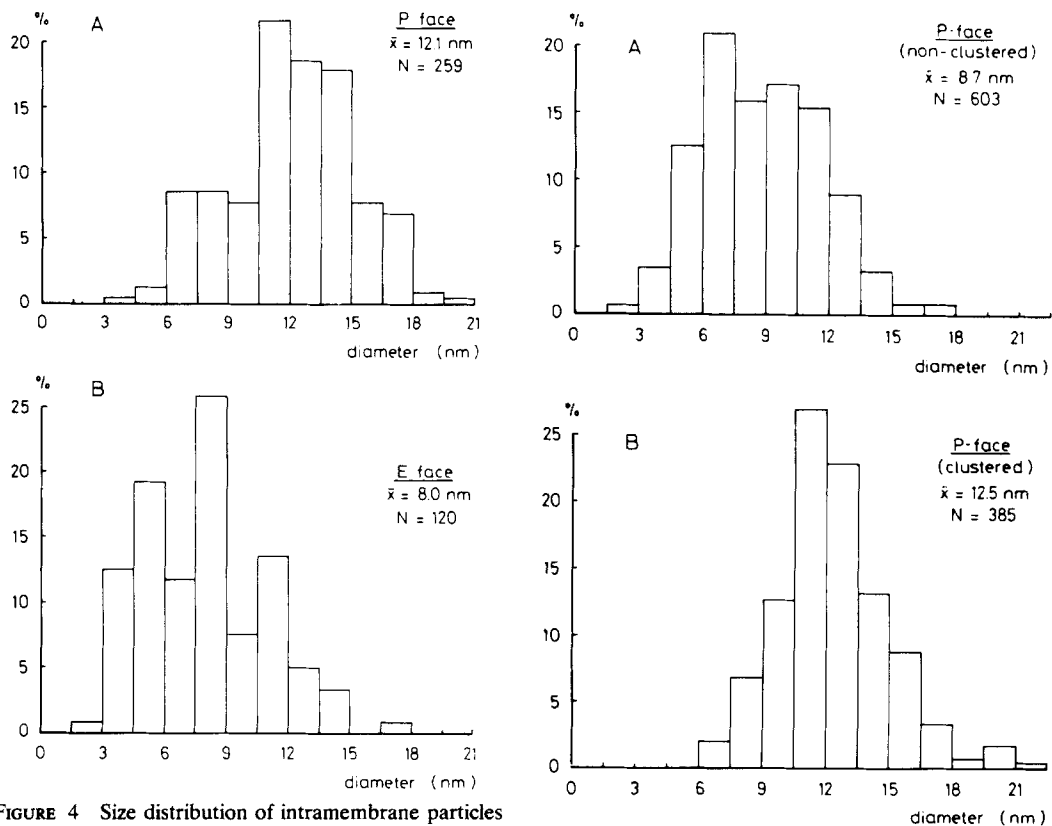 %
A
P face
x̄ = 12.1 nm
N = 259
20
15
10
5
0
0 3 6 9 12 15 18 21
diameter (nm)
%
B
E face
x̄ = 8.0 nm
N = 120
25
20
15
10
5
0
0 3 6 9 12 15 18 21
diameter (nm)
FIGURE 4 Size distribution of intramembrane particles
%
A
P-face
(non-clustered)
x̄ = 8.7 nm
N = 603
20
15
10
5
0
0 3 6 9 12 15 18 21
diameter (nm)
%
B
P-face
(clustered)
x̄ = 12.5 nm
N = 385
25
20
15
10
5
0
0 3 6 9 12 15 18 21
diameter (nm)